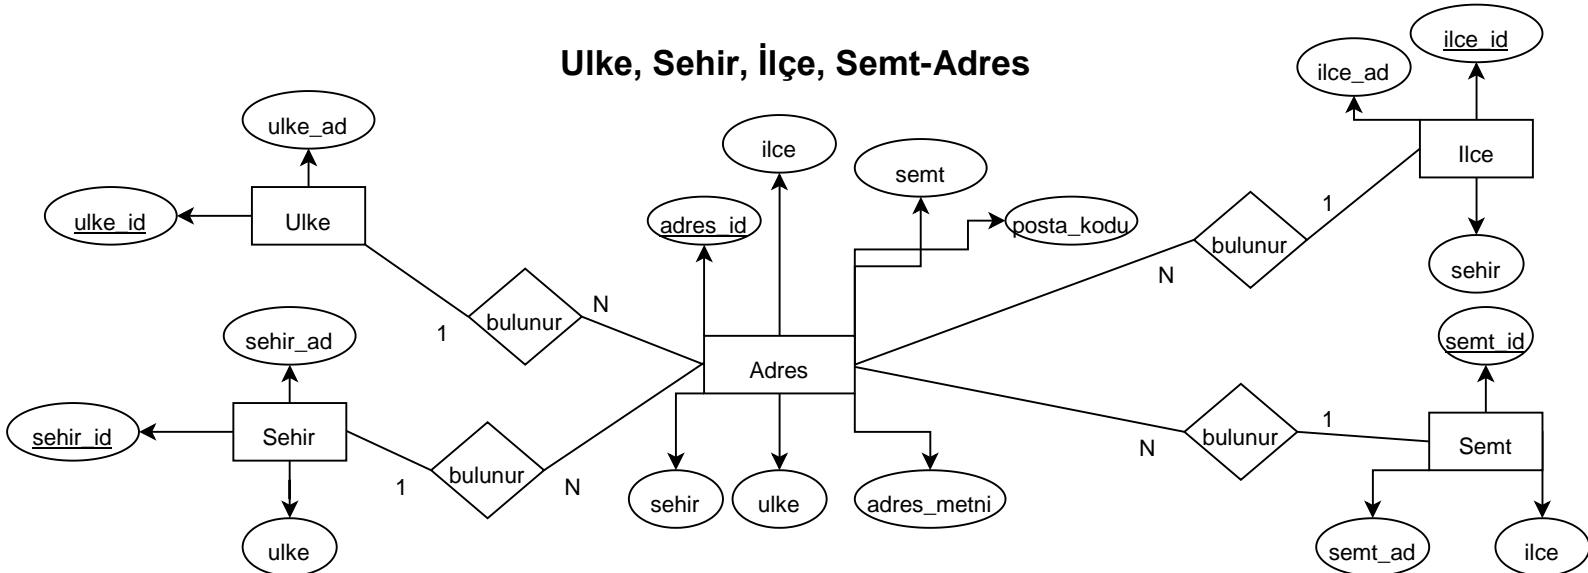 Ulke, Sehir, İlçe, Semt-Adres
ulke_ad
ulke_id
Ulke
bulunur
1
N
sehir_ad
sehir_id
Sehir
ulke
bulunur
1
N
adres_id
ilce
semt
posta_kodu
Adres
sehir
ulke
adres_metni
ilce_ad
ilce_id
Ilce
sehir
bulunur
1
N
semt_id
Semt
semt_ad
ilce
bulunur
1
N